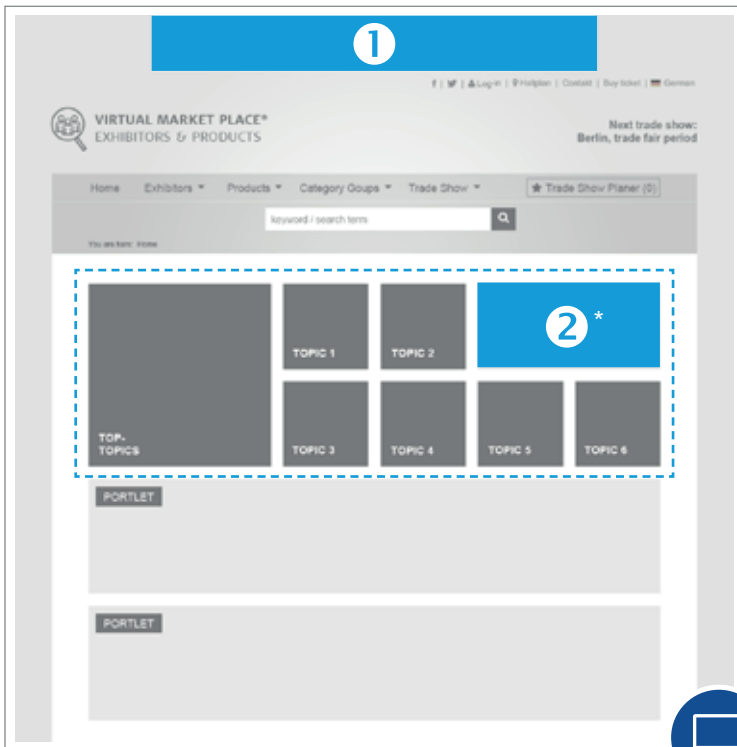 1
f | | Log-in | Hallplan | Contakt | Buy ticket | German
VIRTUAL MARKET PLACE®
EXHIBITORS & PRODUCTS
Next trade show:
Berlin, trade fair period
Home Exhibitors Products Category Goups Trade Show Trade Show Planer (0)
keyword / search term
You are here: Home
2*
TOPIC 1 TOPIC 2
TOP-
TOPICS
TOPIC 3 TOPIC 4 TOPIC 5 TOPIC 6
PORTLET
PORTLET